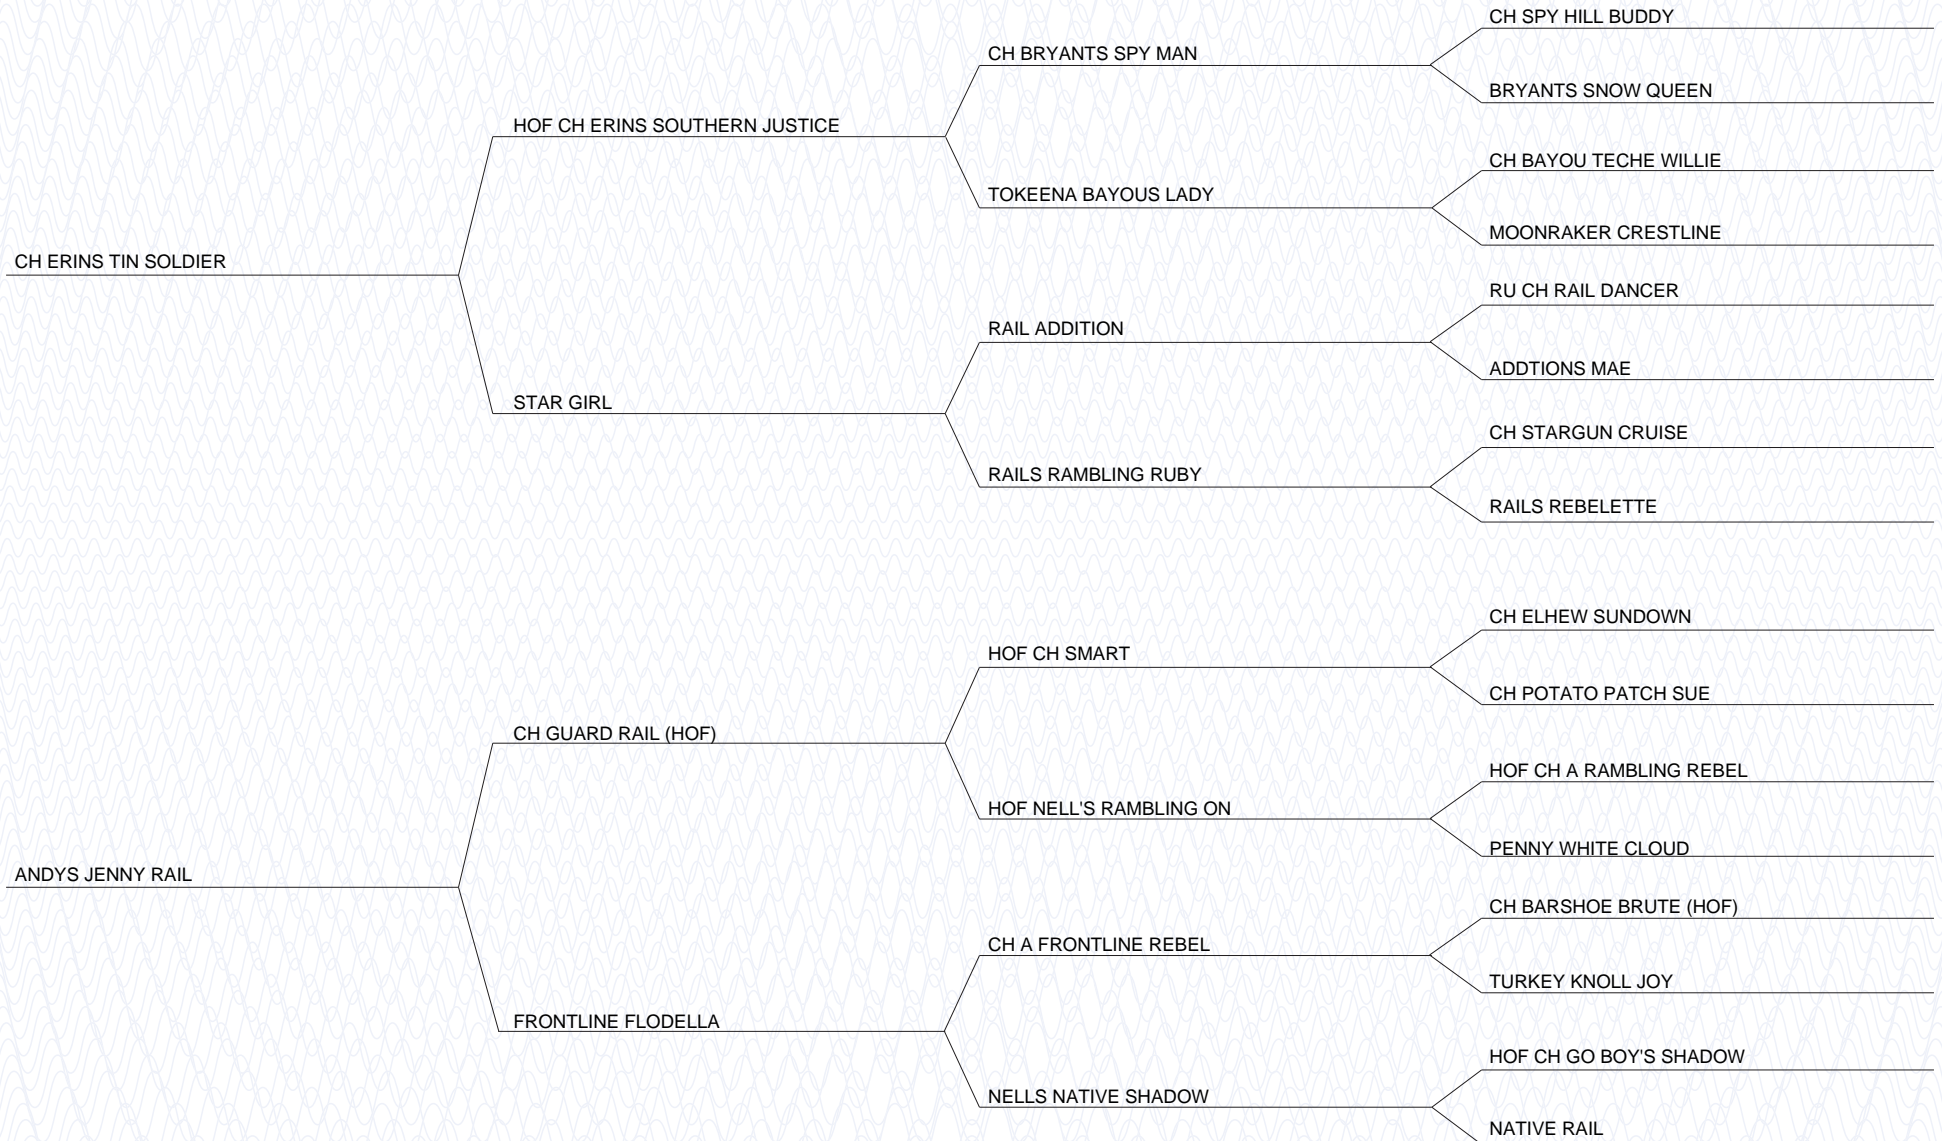 CH SPY HILL BUDDY
CH BRYANTS SPY MAN
BRYANTS SNOW QUEEN
HOF CH ERINS SOUTHERN JUSTICE
CH BAYOU TECHE WILLIE
TOKEENA BAYOUS LADY
MOONRAKER CRESTLINE
CH ERINS TIN SOLDIER
RU CH RAIL DANCER
RAIL ADDITION
ADDTIONS MAE
STAR GIRL
CH STARGUN CRUISE
RAILS RAMBLING RUBY
RAILS REBELETTE
CH ELHEW SUNDOWN
HOF CH SMART
CH POTATO PATCH SUE
CH GUARD RAIL (HOF)
HOF CH A RAMBLING REBEL
HOF NELL'S RAMBLING ON
PENNY WHITE CLOUD
ANDYS JENNY RAIL
CH BARSHOE BRUTE (HOF)
CH A FRONTLINE REBEL
TURKEY KNOLL JOY
FRONTLINE FLODELLA
HOF CH GO BOY'S SHADOW
NELLS NATIVE SHADOW
NATIVE RAIL